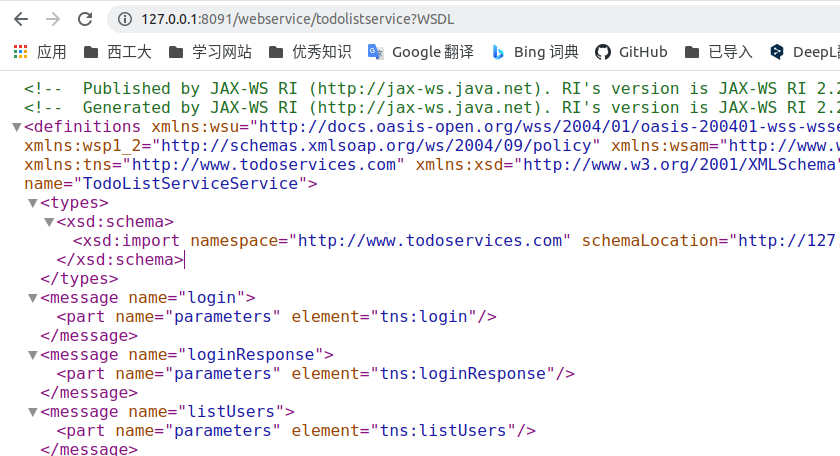 127.0.0.1:8091/webservice/todolistservice?WSDL
应用 西工大 学习网站 优秀知识 Google 翻译 Bing 词典 GitHub 已导入 DeepL
<!-- Published by JAX-WS RI (http://jax-ws.java.net). RI's version is JAX-WS RI 2.2
<!-- Generated by JAX-WS RI (http://jax-ws.java.net). RI's version is JAX-WS RI 2.2
<definitions xmlns:wsu="http://docs.oasis-open.org/wss/2004/01/oasis-200401-wss-wsse
xmlns:wsp1_2="http://schemas.xmlsoap.org/ws/2004/09/policy" xmlns:wsam="http://www.w
xmlns:tns="http://www.todoservices.com" xmlns:xsd="http://www.w3.org/2001/XMLSchema"
name="TodoListServiceService">
<types>
<xsd:schema>
<xsd:import namespace="http://www.todoservices.com" schemaLocation="http://127.
</xsd:schema>
</types>
<message name="login">
<part name="parameters" element="tns:login"/>
</message>
<message name="loginResponse">
<part name="parameters" element="tns:loginResponse"/>
</message>
<message name="listUsers">
<part name="parameters" element="tns:listUsers"/>
</message>